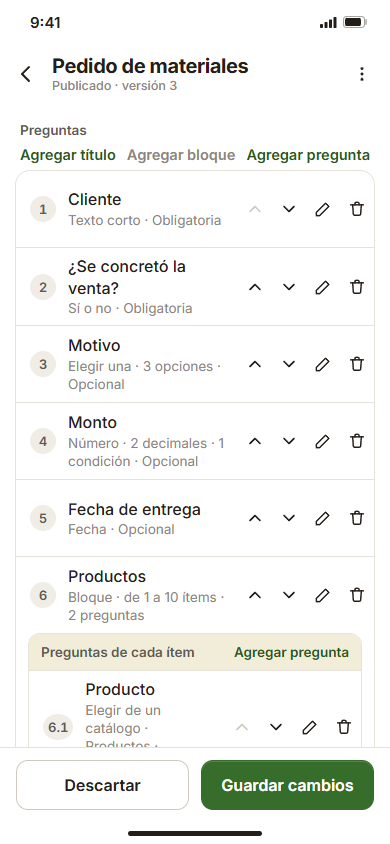 9:41
Pedido de materiales
Publicado · versión 3
Preguntas
Agregar título Agregar bloque Agregar pregunta
1
Cliente
Texto corto · Obligatoria
2
¿Se concretó la
venta?
Sí o no · Obligatoria
3
Motivo
Elegir una · 3 opciones ·
Opcional
4
Monto
Número · 2 decimales · 1
condición · Opcional
5
Fecha de entrega
Fecha · Opcional
6
Productos
Bloque · de 1 a 10 ítems ·
2 preguntas
Preguntas de cada ítem Agregar pregunta
6.1
Producto
Elegir de un
catálogo ·
Productos ·
Descartar Guardar cambios